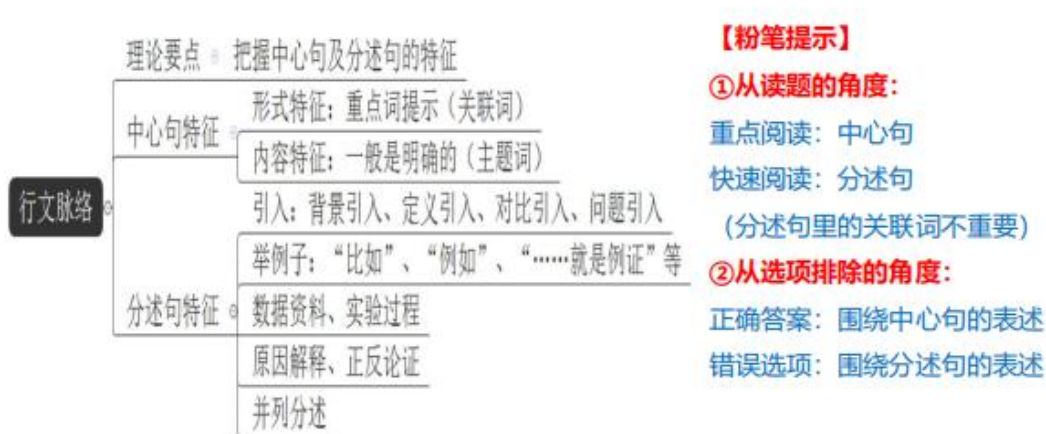 行文脉络
理论要点 把握中心句及分述句的特征
中心句特征
形式特征：重点词提示（关联词）
内容特征：一般是明确的（主题词）
分述句特征
引入：背景引入、定义引入、对比引入、问题引入
举例子：“比如”、“例如”、“……就是例证”等
数据资料、实验过程
原因解释、正反论证
并列分述
【粉笔提示】
①从读题的角度：
重点阅读：中心句
快速阅读：分述句
（分述句里的关联词不重要）
②从选项排除的角度：
正确答案：围绕中心句的表述
错误选项：围绕分述句的表述